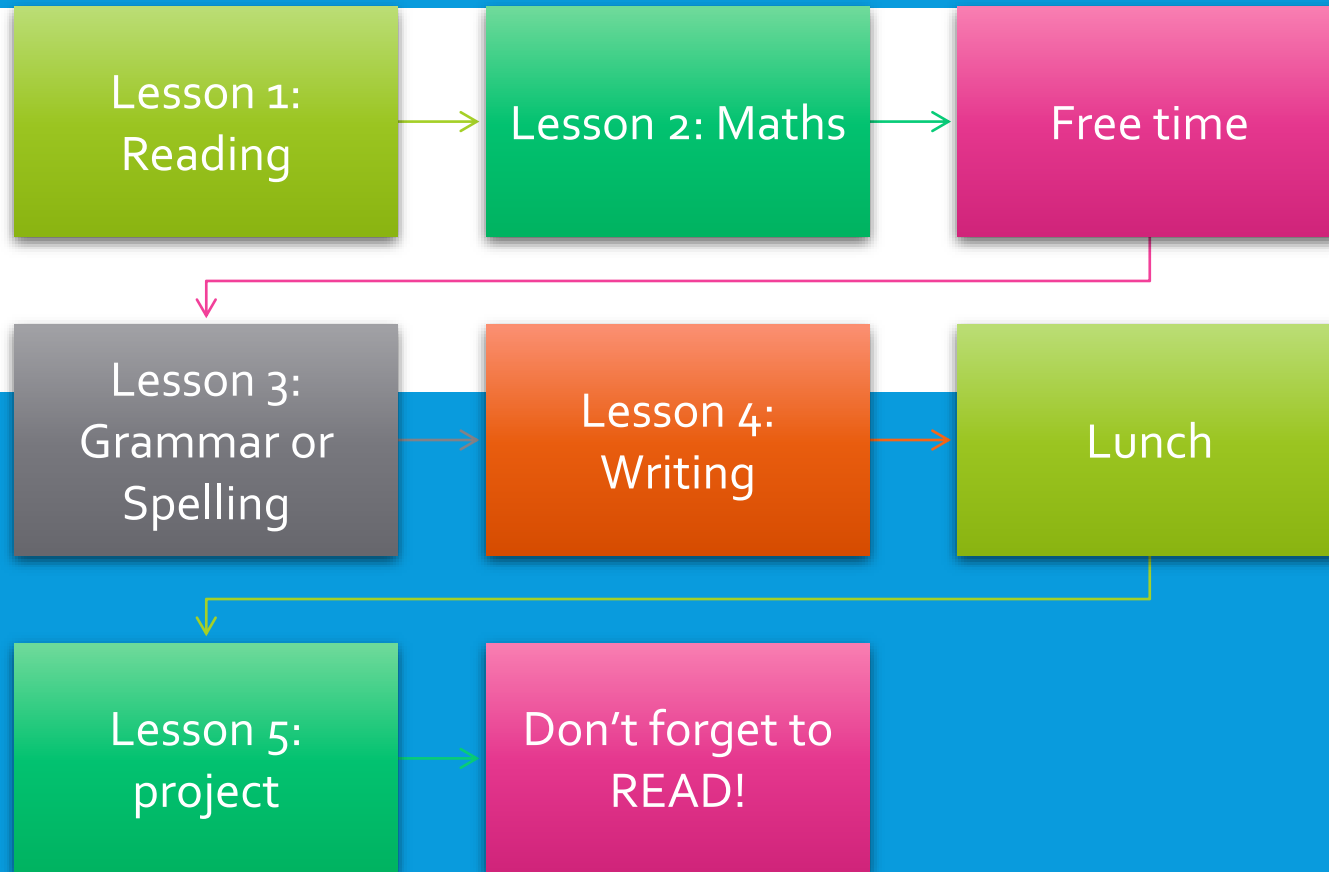 Lesson 1:
Reading
Lesson 2: Maths
Free time
Lesson 3:
Grammar or
Spelling
Lesson 4:
Writing
Lunch
Lesson 5:
project
Don’t forget to
READ!